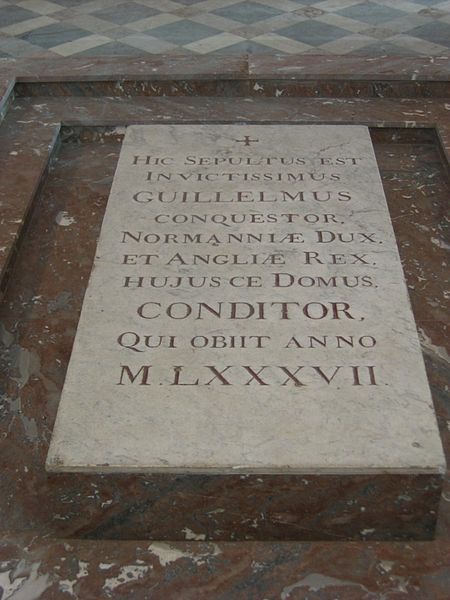 HIC SEPULTUS EST
INVICTISSIMUS
GUILLELMUS
CONQUESTOR,
NORMANNIÆ DUX,
ET ANGLIÆ REX,
HUJUSCE DOMUS,
CONDITOR,
QUI OBIIT ANNO
M.LXXXVII.